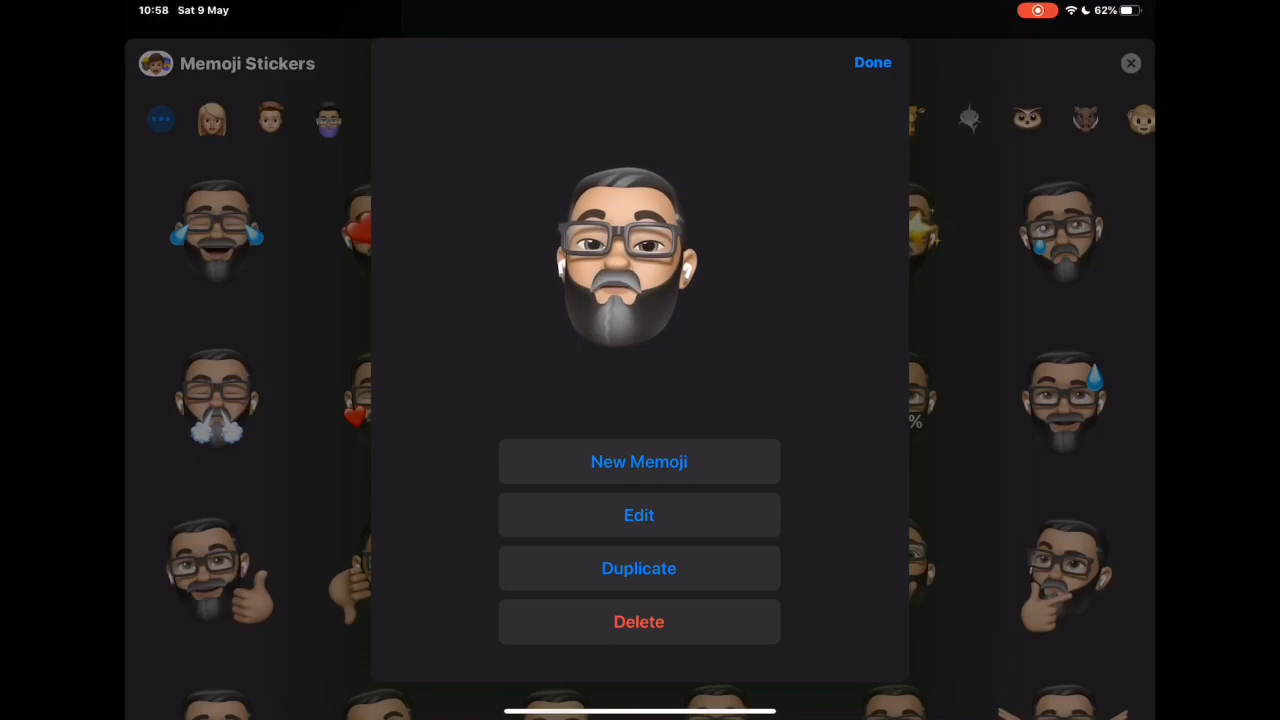 10:58 Sat 9 May
62%
Memoji Stickers
Done
%
New Memoji
Edit
Duplicate
Delete